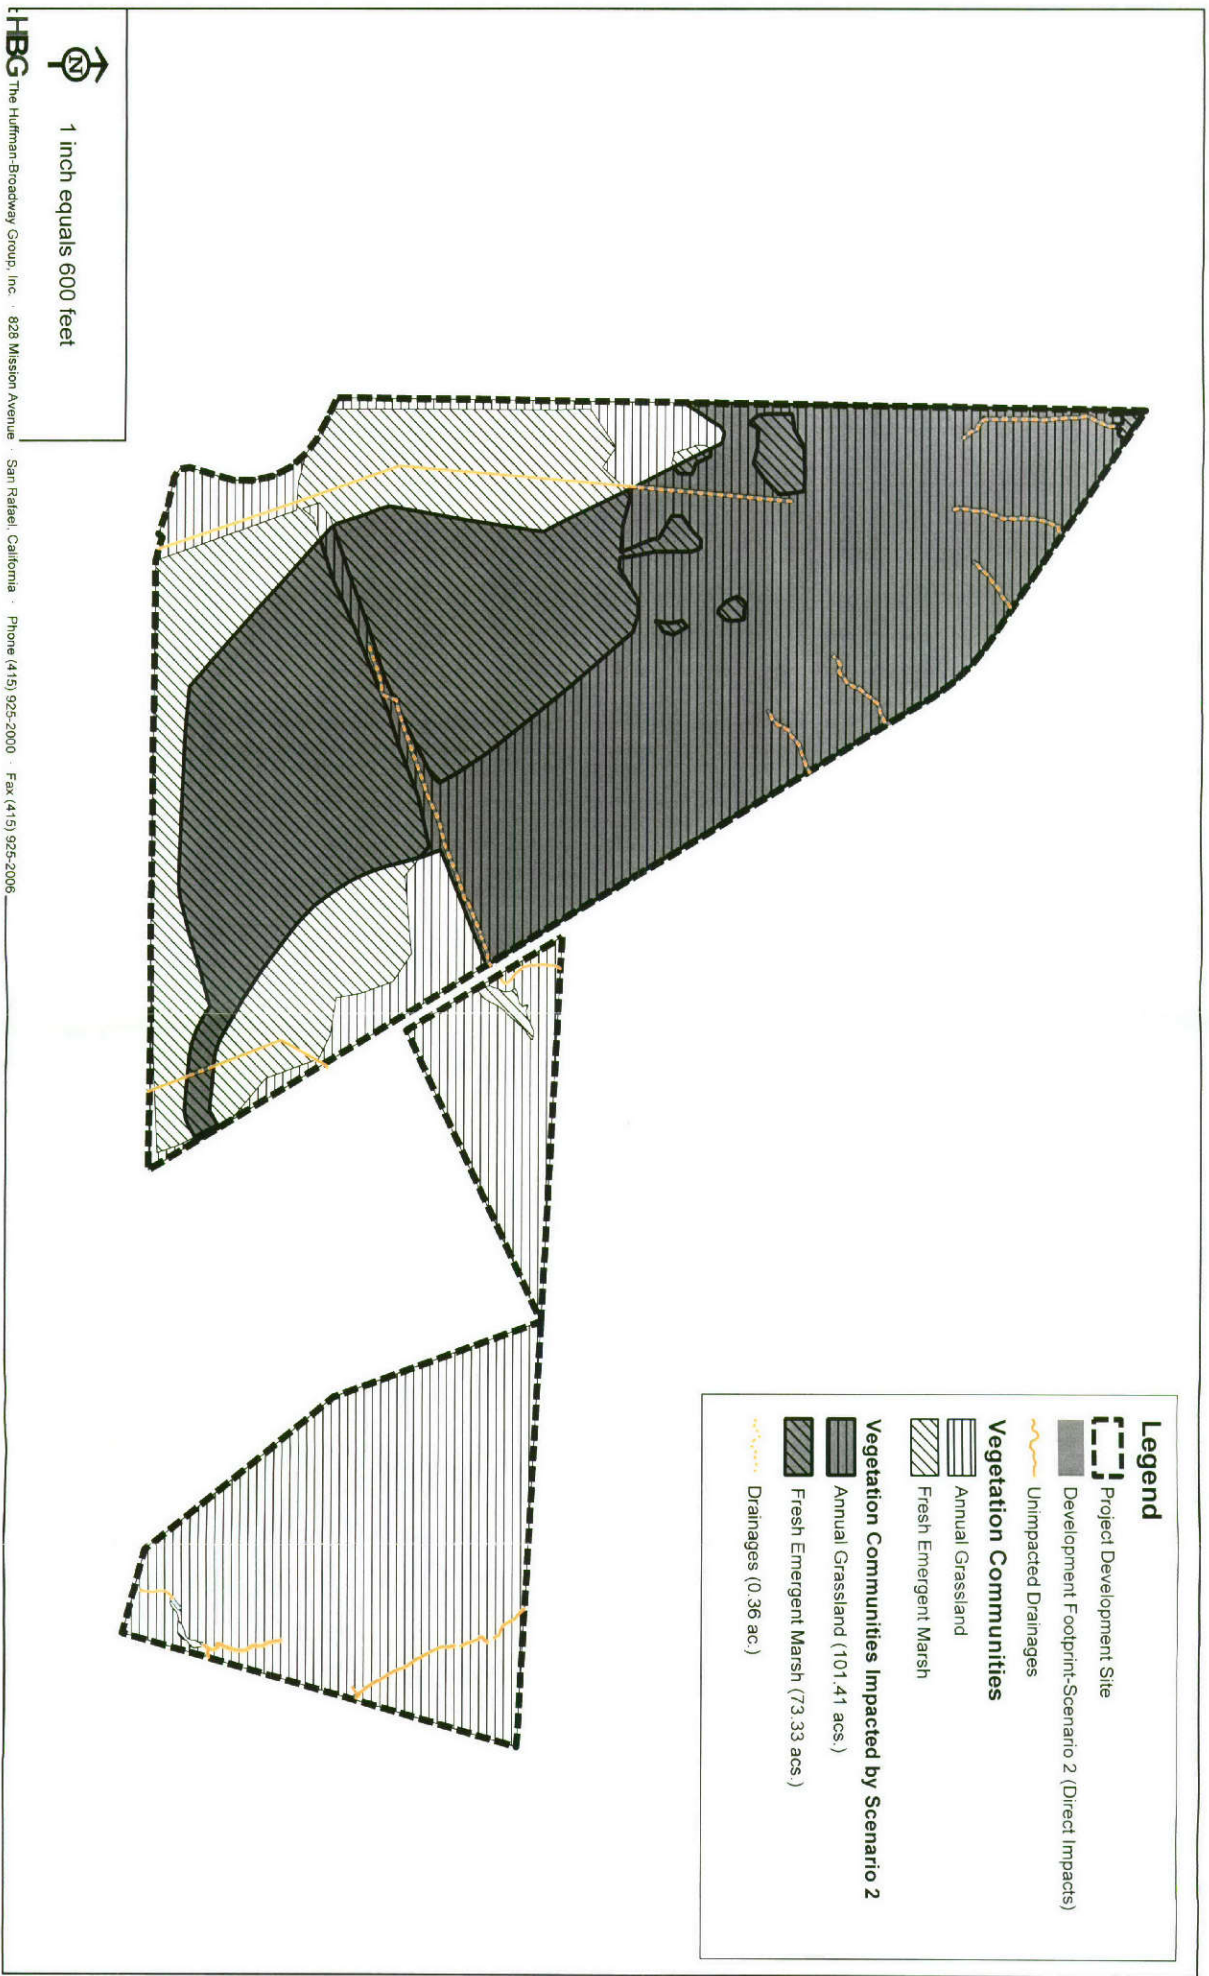 Legend
Project Development Site
Development Footprint-Scenario 2 (Direct Impacts)
Unimpacted Drainages
Vegetation Communities
Annual Grassland
Fresh Emergent Marsh
Vegetation Communities Impacted by Scenario 2
Annual Grassland (101.41 acs.)
Fresh Emergent Marsh (73.33 acs.)
Drainages (0.36 ac.)
N
1 inch equals 600 feet
HBG The Huffman-Broadway Group, Inc. · 828 Mission Avenue · San Rafael, California · Phone (415) 925-2000 · Fax (415) 925-2006